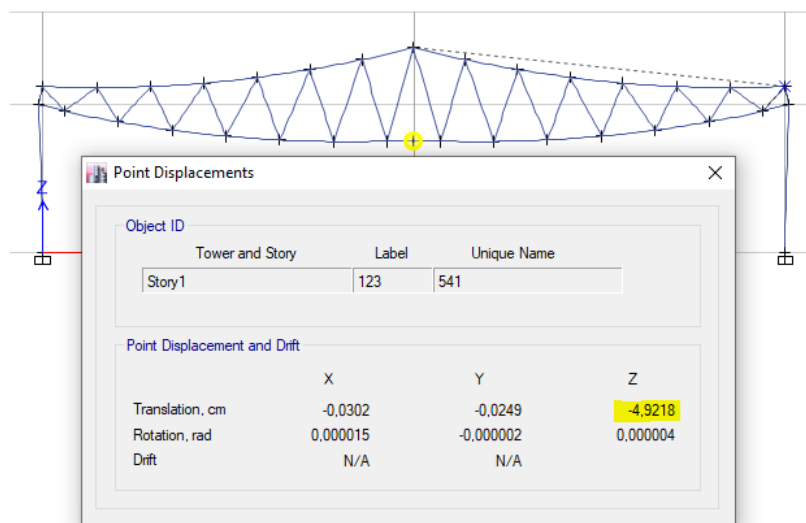 Z
Point Displacements
Object ID
Tower and Story Label Unique Name
Story1 123 541
Point Displacement and Drift
X Y Z
Translation, cm -0,0302 -0,0249 -4,9218
Rotation, rad 0,000015 -0,000002 0,000004
Drift N/A N/A